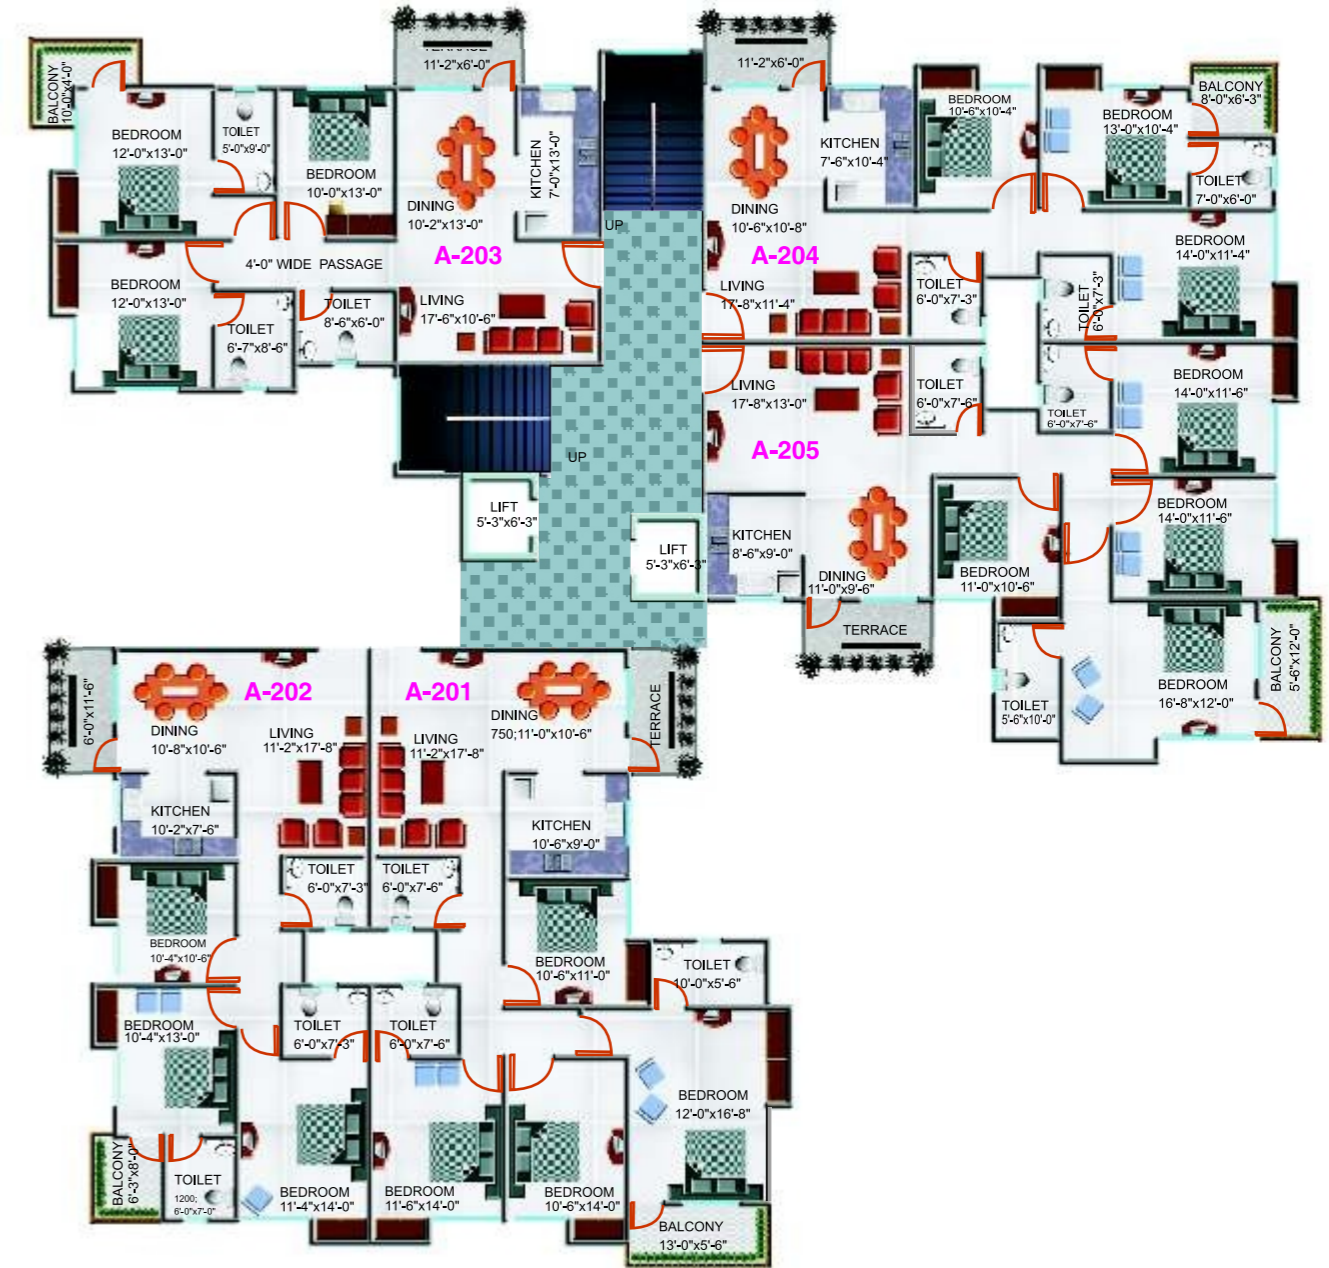 TERRACE
11'-2"x6'-0"
11'-2"x6'-0"
BALCONY
10'-0"x4'-0"
BEDROOM
12'-0"x13'-0"
TOILET
5'-0"x9'-0"
BEDROOM
10'-0"x13'-0"
DINING
10'-2"x13'-0"
KITCHEN
7'-0"x13'-0"
A-203
4'-0" WIDE PASSAGE
BEDROOM
12'-0"x13'-0"
TOILET
6'-7"x8'-6"
TOILET
8'-6"x6'-0"
LIVING
17'-6"x10'-6"
UP
UP
LIFT
5'-3"x6'-3"
LIFT
5'-3"x6'-3"
KITCHEN
7'-6"x10'-4"
BEDROOM
10'-6"x10'-4"
BEDROOM
13'-0"x10'-4"
BALCONY
8'-0"x6'-3"
TOILET
7'-0"x6'-0"
DINING
10'-6"x10'-8"
A-204
LIVING
17'-8"x11'-4"
TOILET
6'-0"x7'-3"
TOILET
6'-0"x7'-3"
BEDROOM
14'-0"x11'-4"
LIVING
17'-8"x13'-0"
A-205
TOILET
6'-0"x7'-6"
TOILET
6'-0"x7'-6"
BEDROOM
14'-0"x11'-6"
KITCHEN
8'-6"x9'-0"
DINING
11'-0"x9'-6"
BEDROOM
11'-0"x10'-6"
BEDROOM
14'-0"x11'-6"
TERRACE
TOILET
5'-6"x10'-0"
BEDROOM
16'-8"x12'-0"
BALCONY
5'-6"x12'-0"
6'-0"x11'-6"
A-202
DINING
10'-8"x10'-6"
LIVING
11'-2"x17'-8"
KITCHEN
10'-2"x7'-6"
A-201
DINING
750;11'-0"x10'-6"
LIVING
11'-2"x17'-8"
TERRACE
KITCHEN
10'-6"x9'-0"
TOILET
6'-0"x7'-3"
TOILET
6'-0"x7'-6"
BEDROOM
10'-4"x10'-6"
BEDROOM
10'-6"x11'-0"
TOILET
10'-0"x5'-6"
BEDROOM
10'-4"x13'-0"
TOILET
6'-0"x7'-3"
TOILET
6'-0"x7'-6"
BEDROOM
12'-0"x16'-8"
BALCONY
6'-3"x8'-0"
TOILET
1200;
6'-0"x7'-0"
BEDROOM
11'-4"x14'-0"
BEDROOM
11'-6"x14'-0"
BEDROOM
10'-6"x14'-0"
BALCONY
13'-0"x5'-6"